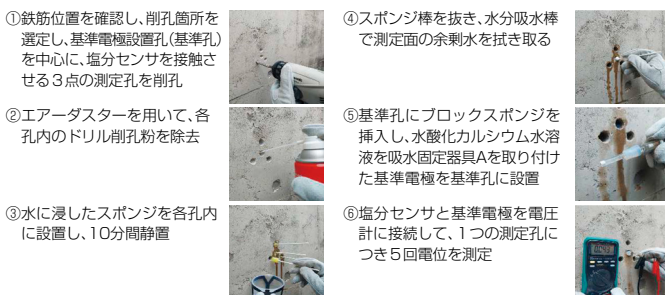 ①鉄筋位置を確認し、削孔箇所を
選定し、基準電極設置孔(基準孔)
を中心に、塩分センサを接触さ
せる3点の測定孔を削孔
②エアーダスターを用いて、各
孔内のドリル削孔粉を除去
③水に浸したスポンジを各孔内
に設置し、10分間静置
④スポンジ棒を抜き、水分吸水棒
で測定面の余剰水を拭き取る
⑤基準孔にブロックスポンジを
挿入し、水酸化カルシウム水溶
液を吸水固定器具Aを取り付け
た基準電極を基準孔に設置
⑥塩分センサと基準電極を電圧
計に接続して、1つの測定孔に
つき5回電位を測定